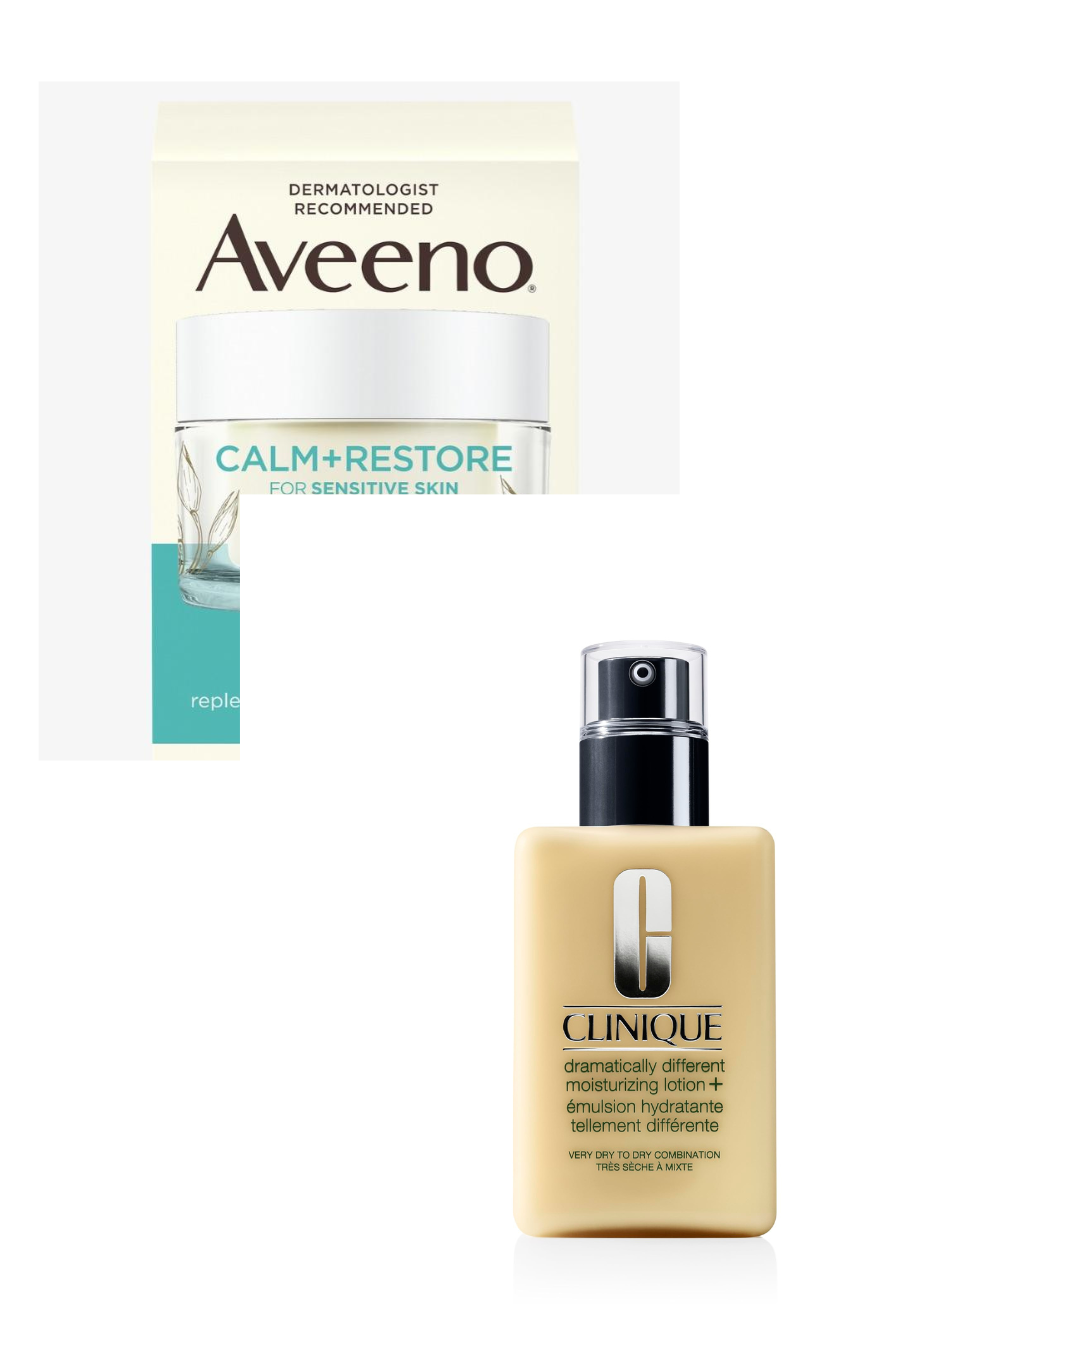 DERMATOLOGIST
RECOMMENDED
Aveeno®
CALM+RESTORE
FOR SENSITIVE SKIN
CLINIQUE
dramatically different
moisturizing lotion+
émulsion hydratante
tellement différente
VERY DRY TO DRY COMBINATION
TRÈS SÈCHE À MIXTE